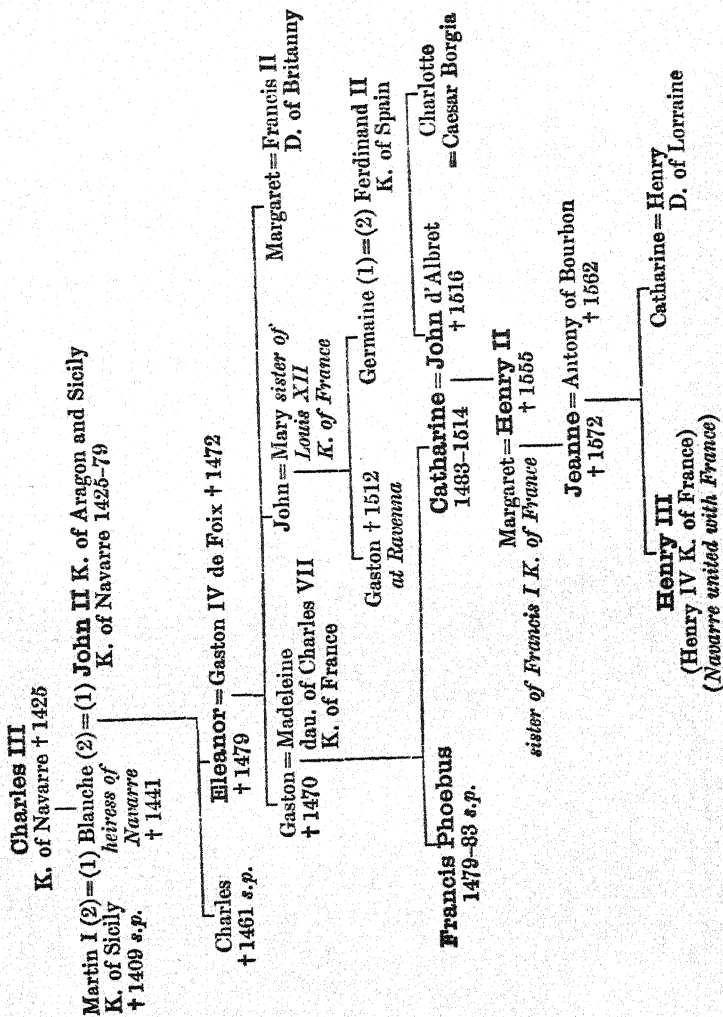 Charles III
K. of Navarre † 1425
Martin I (2)=(1) Blanche (2)=(1) John II K. of Aragon and Sicily
K. of Sicily heiress of K. of Navarre 1425–79
† 1409 s.p. Navarre
† 1441
Charles Eleanor=Gaston IV de Foix † 1472
† 1461 s.p. † 1479
Gaston=Madeleine John=Mary sister of Margaret=Francis II
† 1470 dau. of Charles VII Louis XII D. of Britanny
K. of France K. of France
Gaston † 1512 Germaine (1)=(2) Ferdinand II
at Ravenna K. of Spain
Francis Phoebus Catharine=John d'Albret Charlotte
1479–83 s.p. 1483–1514 † 1516 =Caesar Borgia
Margaret=Henry II
sister of Francis I K. of France † 1555
Jeanne=Antony of Bourbon
† 1572 † 1562
Henry III Catharine=Henry
(Henry IV K. of France) D. of Lorraine
(Navarre united with France)